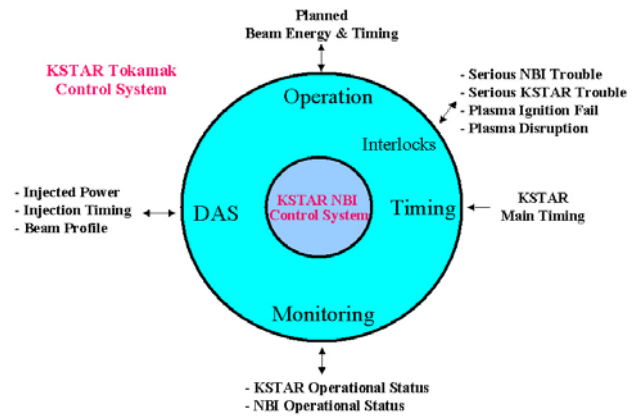 Planned
Beam Energy & Timing
KSTAR Tokamak
Control System
Operation
- Serious NBI Trouble
- Serious KSTAR Trouble
- Plasma Ignition Fail
- Plasma Disruption
Interlocks
- Injected Power
- Injection Timing
- Beam Profile
DAS
KSTAR NBI
Control System
Timing
KSTAR
Main Timing
Monitoring
- KSTAR Operational Status
- NBI Operational Status